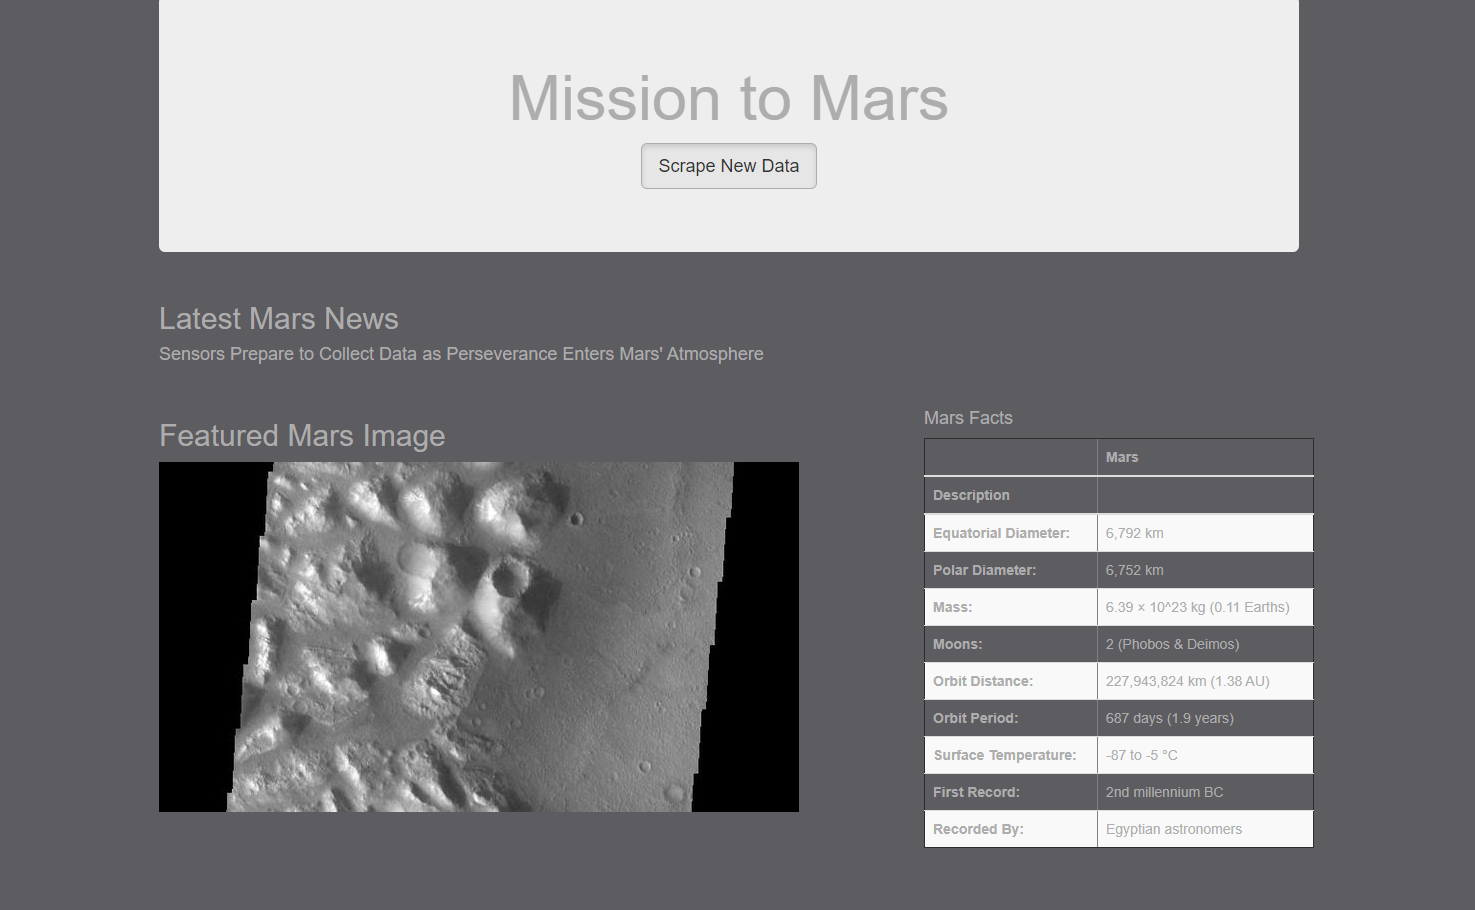 Mission to Mars
Scrape New Data
Latest Mars News
Sensors Prepare to Collect Data as Perseverance Enters Mars' Atmosphere
Featured Mars Image
Mars Facts
Mars
Description
Equatorial Diameter: 6,792 km
Polar Diameter: 6,752 km
Mass: 6.39 × 10^23 kg (0.11 Earths)
Moons: 2 (Phobos & Deimos)
Orbit Distance: 227,943,824 km (1.38 AU)
Orbit Period: 687 days (1.9 years)
Surface Temperature: -87 to -5 °C
First Record: 2nd millennium BC
Recorded By: Egyptian astronomers